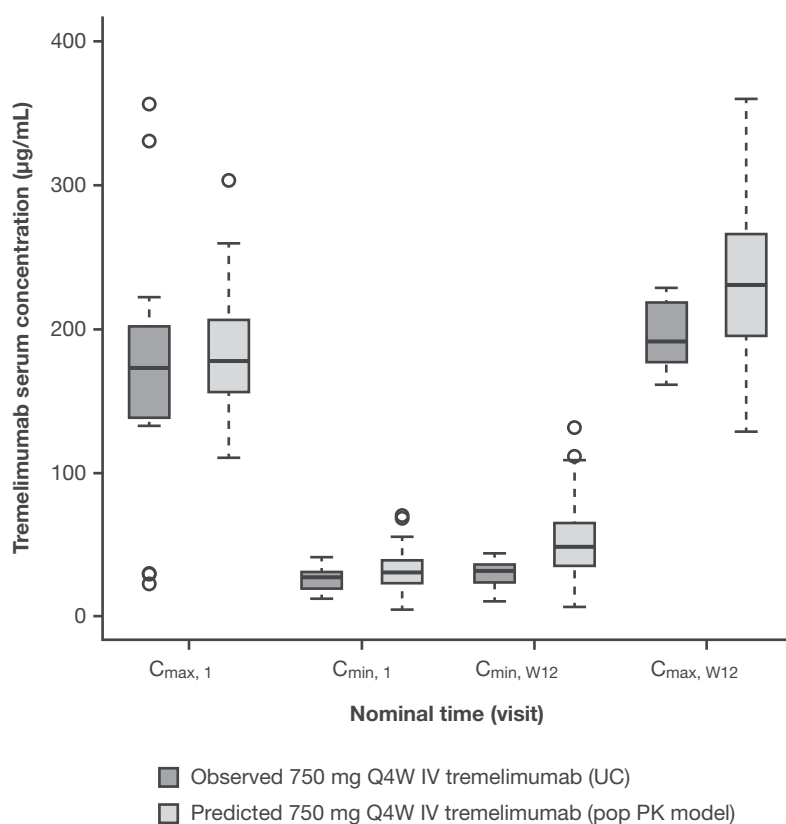 Tremelimumab serum concentration (µg/mL)
400
300
200
100
0
Cmax, 1
Cmin, 1
Cmin, W12
Cmax, W12
Nominal time (visit)
Observed 750 mg Q4W IV tremelimumab (UC)
Predicted 750 mg Q4W IV tremelimumab (pop PK model)